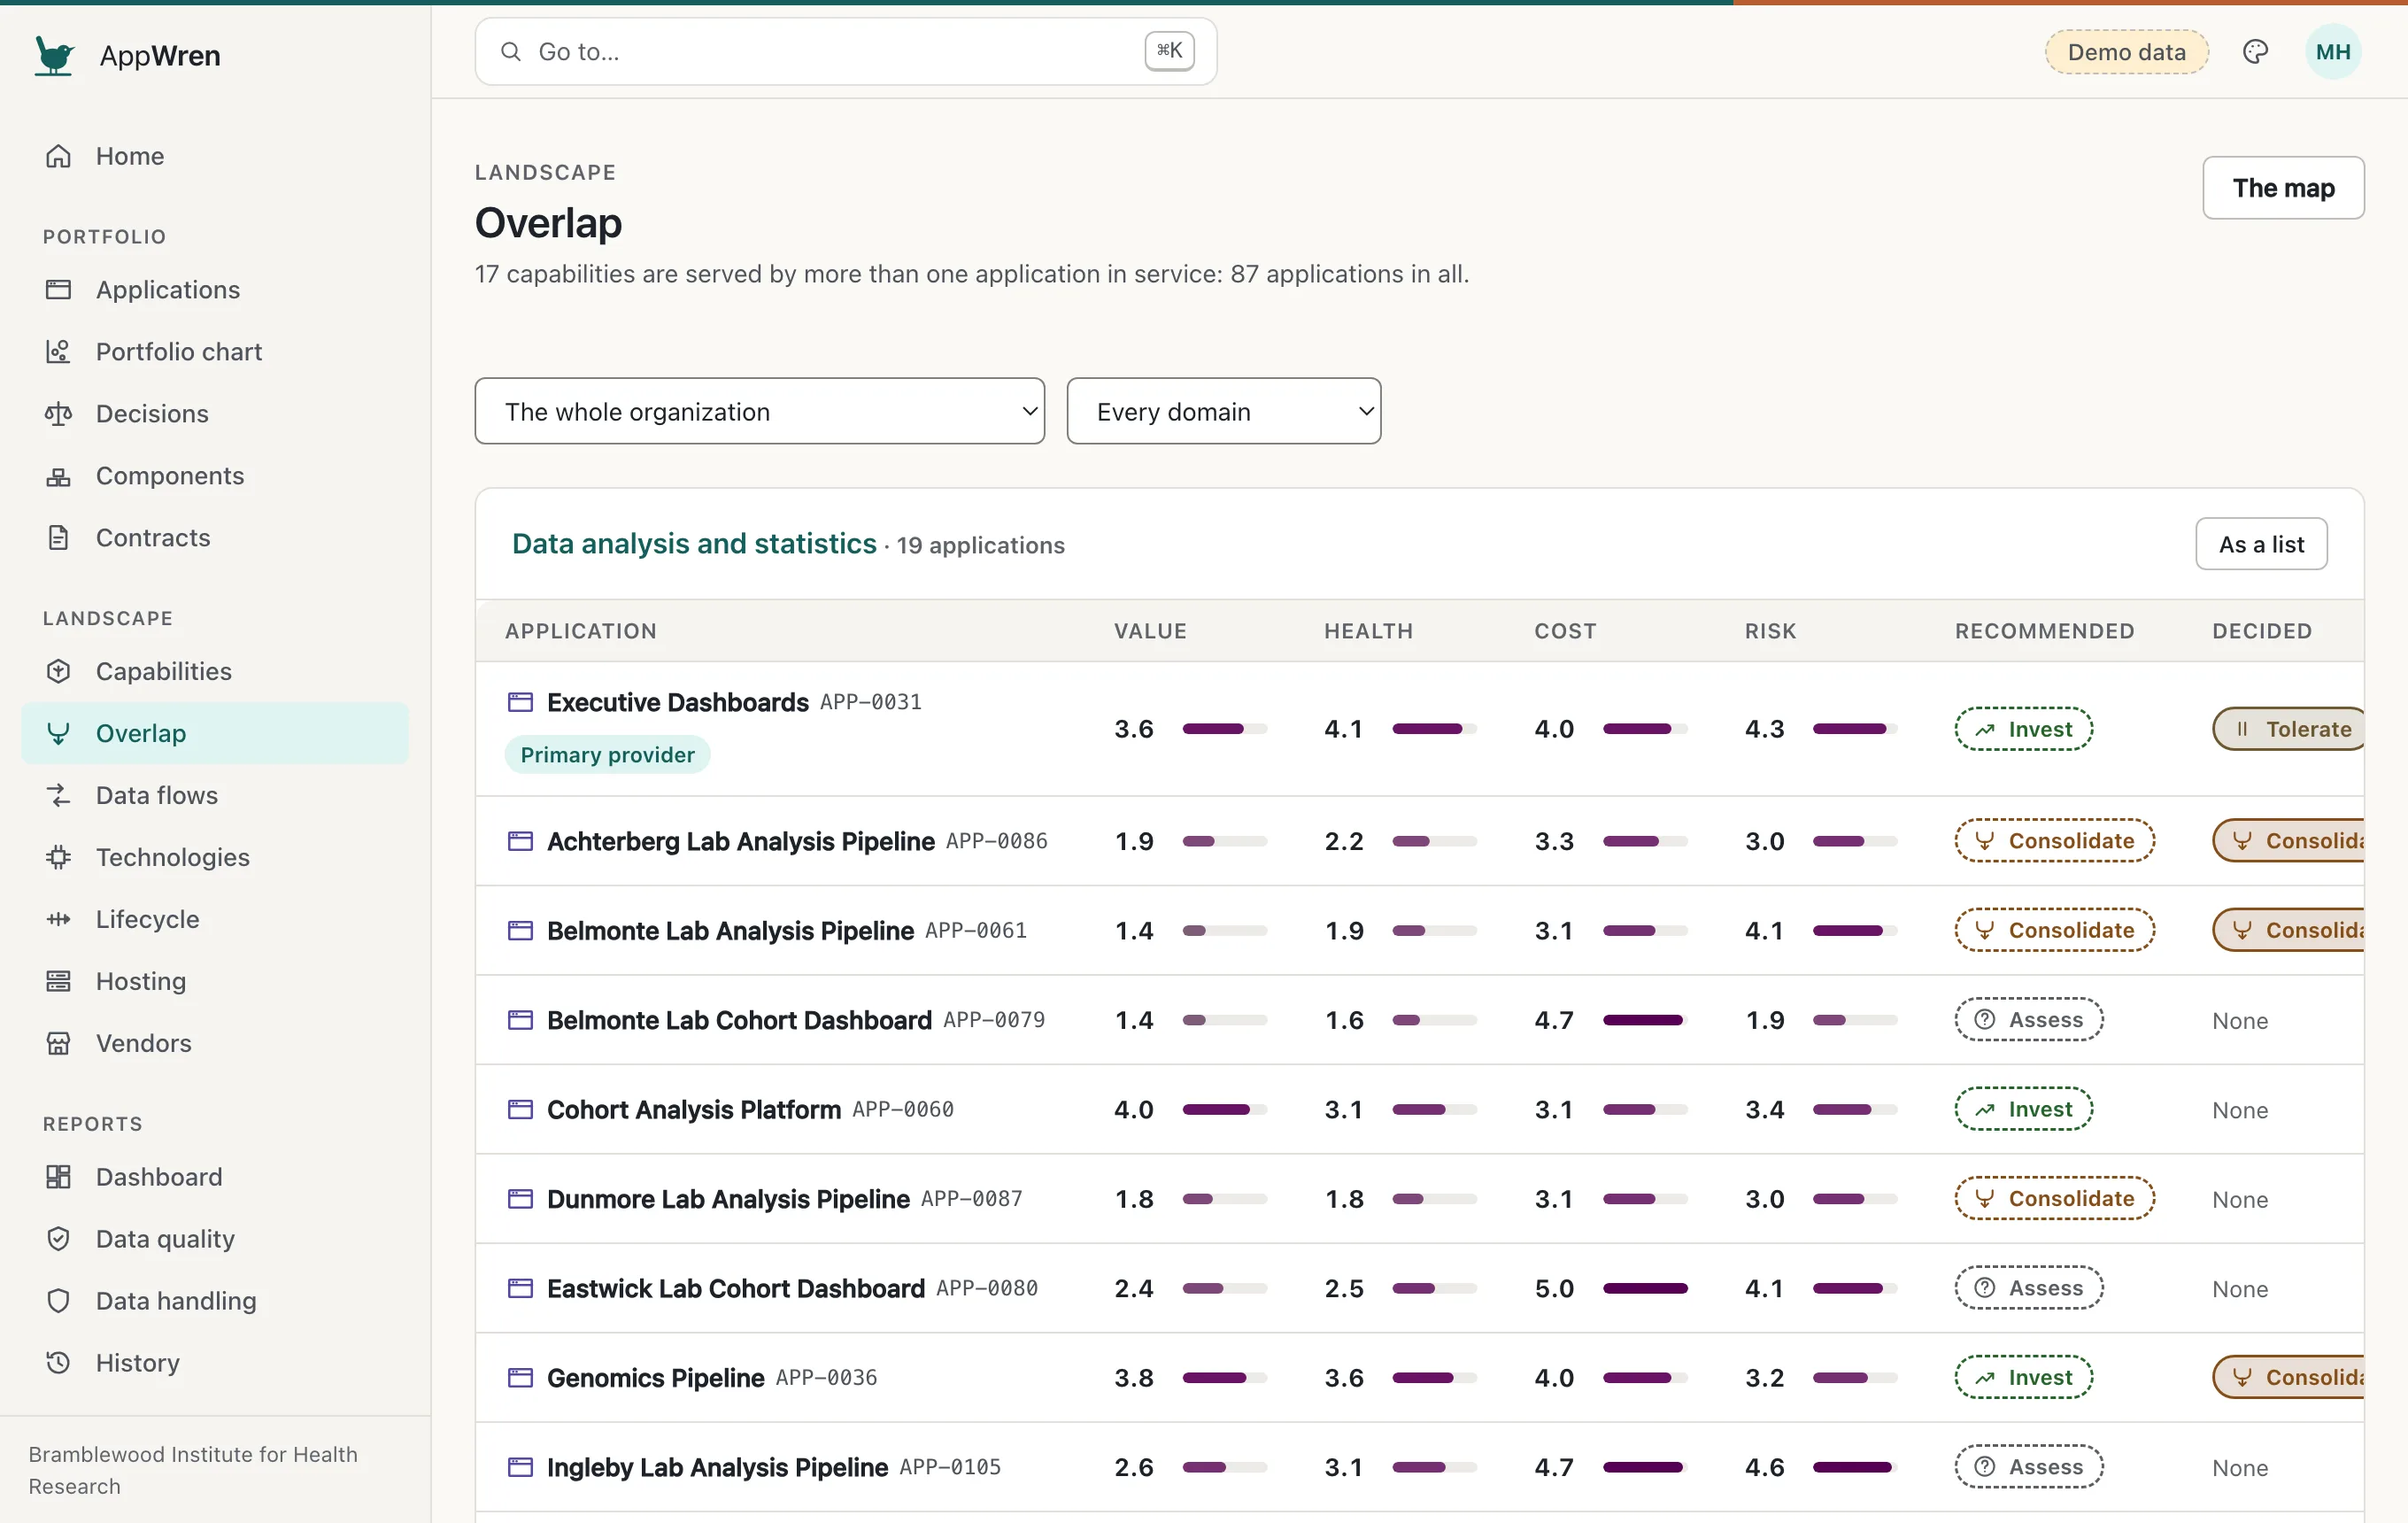 AppWren
Go to...
⌘K
Demo data
MH
Home
PORTFOLIO
Applications
Portfolio chart
Decisions
Components
Contracts
LANDSCAPE
Capabilities
Overlap
Data flows
Technologies
Lifecycle
Hosting
Vendors
REPORTS
Dashboard
Data quality
Data handling
History
Bramblewood Institute for Health
Research
LANDSCAPE
Overlap
17 capabilities are served by more than one application in service: 87 applications in all.
The map
The whole organization
Every domain
Data analysis and statistics · 19 applications
As a list
APPLICATION VALUE HEALTH COST RISK RECOMMENDED DECIDED
Executive Dashboards APP-0031
Primary provider
3.6 4.1 4.0 4.3 Invest Tolerate
Achterberg Lab Analysis Pipeline APP-0086 1.9 2.2 3.3 3.0 Consolidate Consolida
Belmonte Lab Analysis Pipeline APP-0061 1.4 1.9 3.1 4.1 Consolidate Consolida
Belmonte Lab Cohort Dashboard APP-0079 1.4 1.6 4.7 1.9 Assess None
Cohort Analysis Platform APP-0060 4.0 3.1 3.1 3.4 Invest None
Dunmore Lab Analysis Pipeline APP-0087 1.8 1.8 3.1 3.0 Consolidate None
Eastwick Lab Cohort Dashboard APP-0080 2.4 2.5 5.0 4.1 Assess None
Genomics Pipeline APP-0036 3.8 3.6 4.0 3.2 Invest Consolida
Ingleby Lab Analysis Pipeline APP-0105 2.6 3.1 4.7 4.6 Assess None